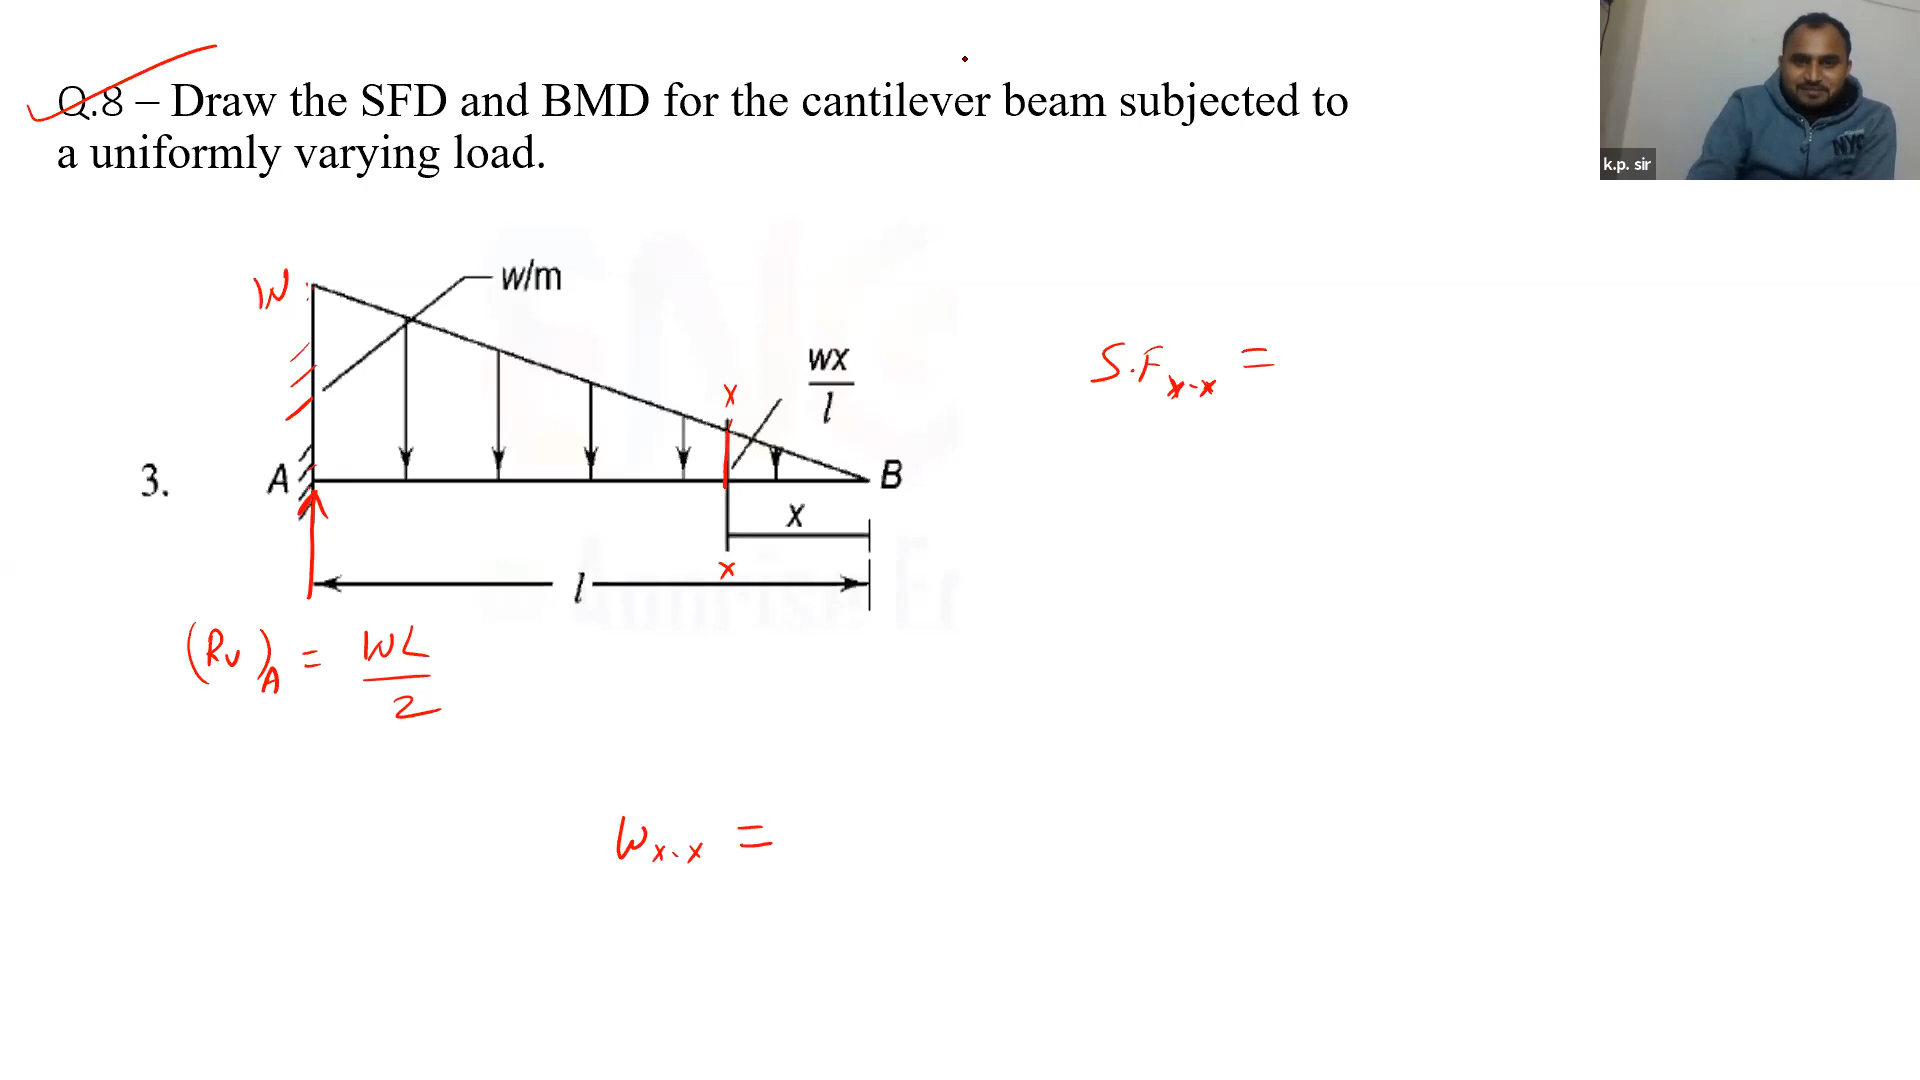 Q.8 – Draw the SFD and BMD for the cantilever beam subjected to
a uniformly varying load.
k.p. sir
NYC
W
w/m
wx
l
S.F x-x =
x
3.
A
B
x
x
l
(Rv)A = WL
2
Wx-x =